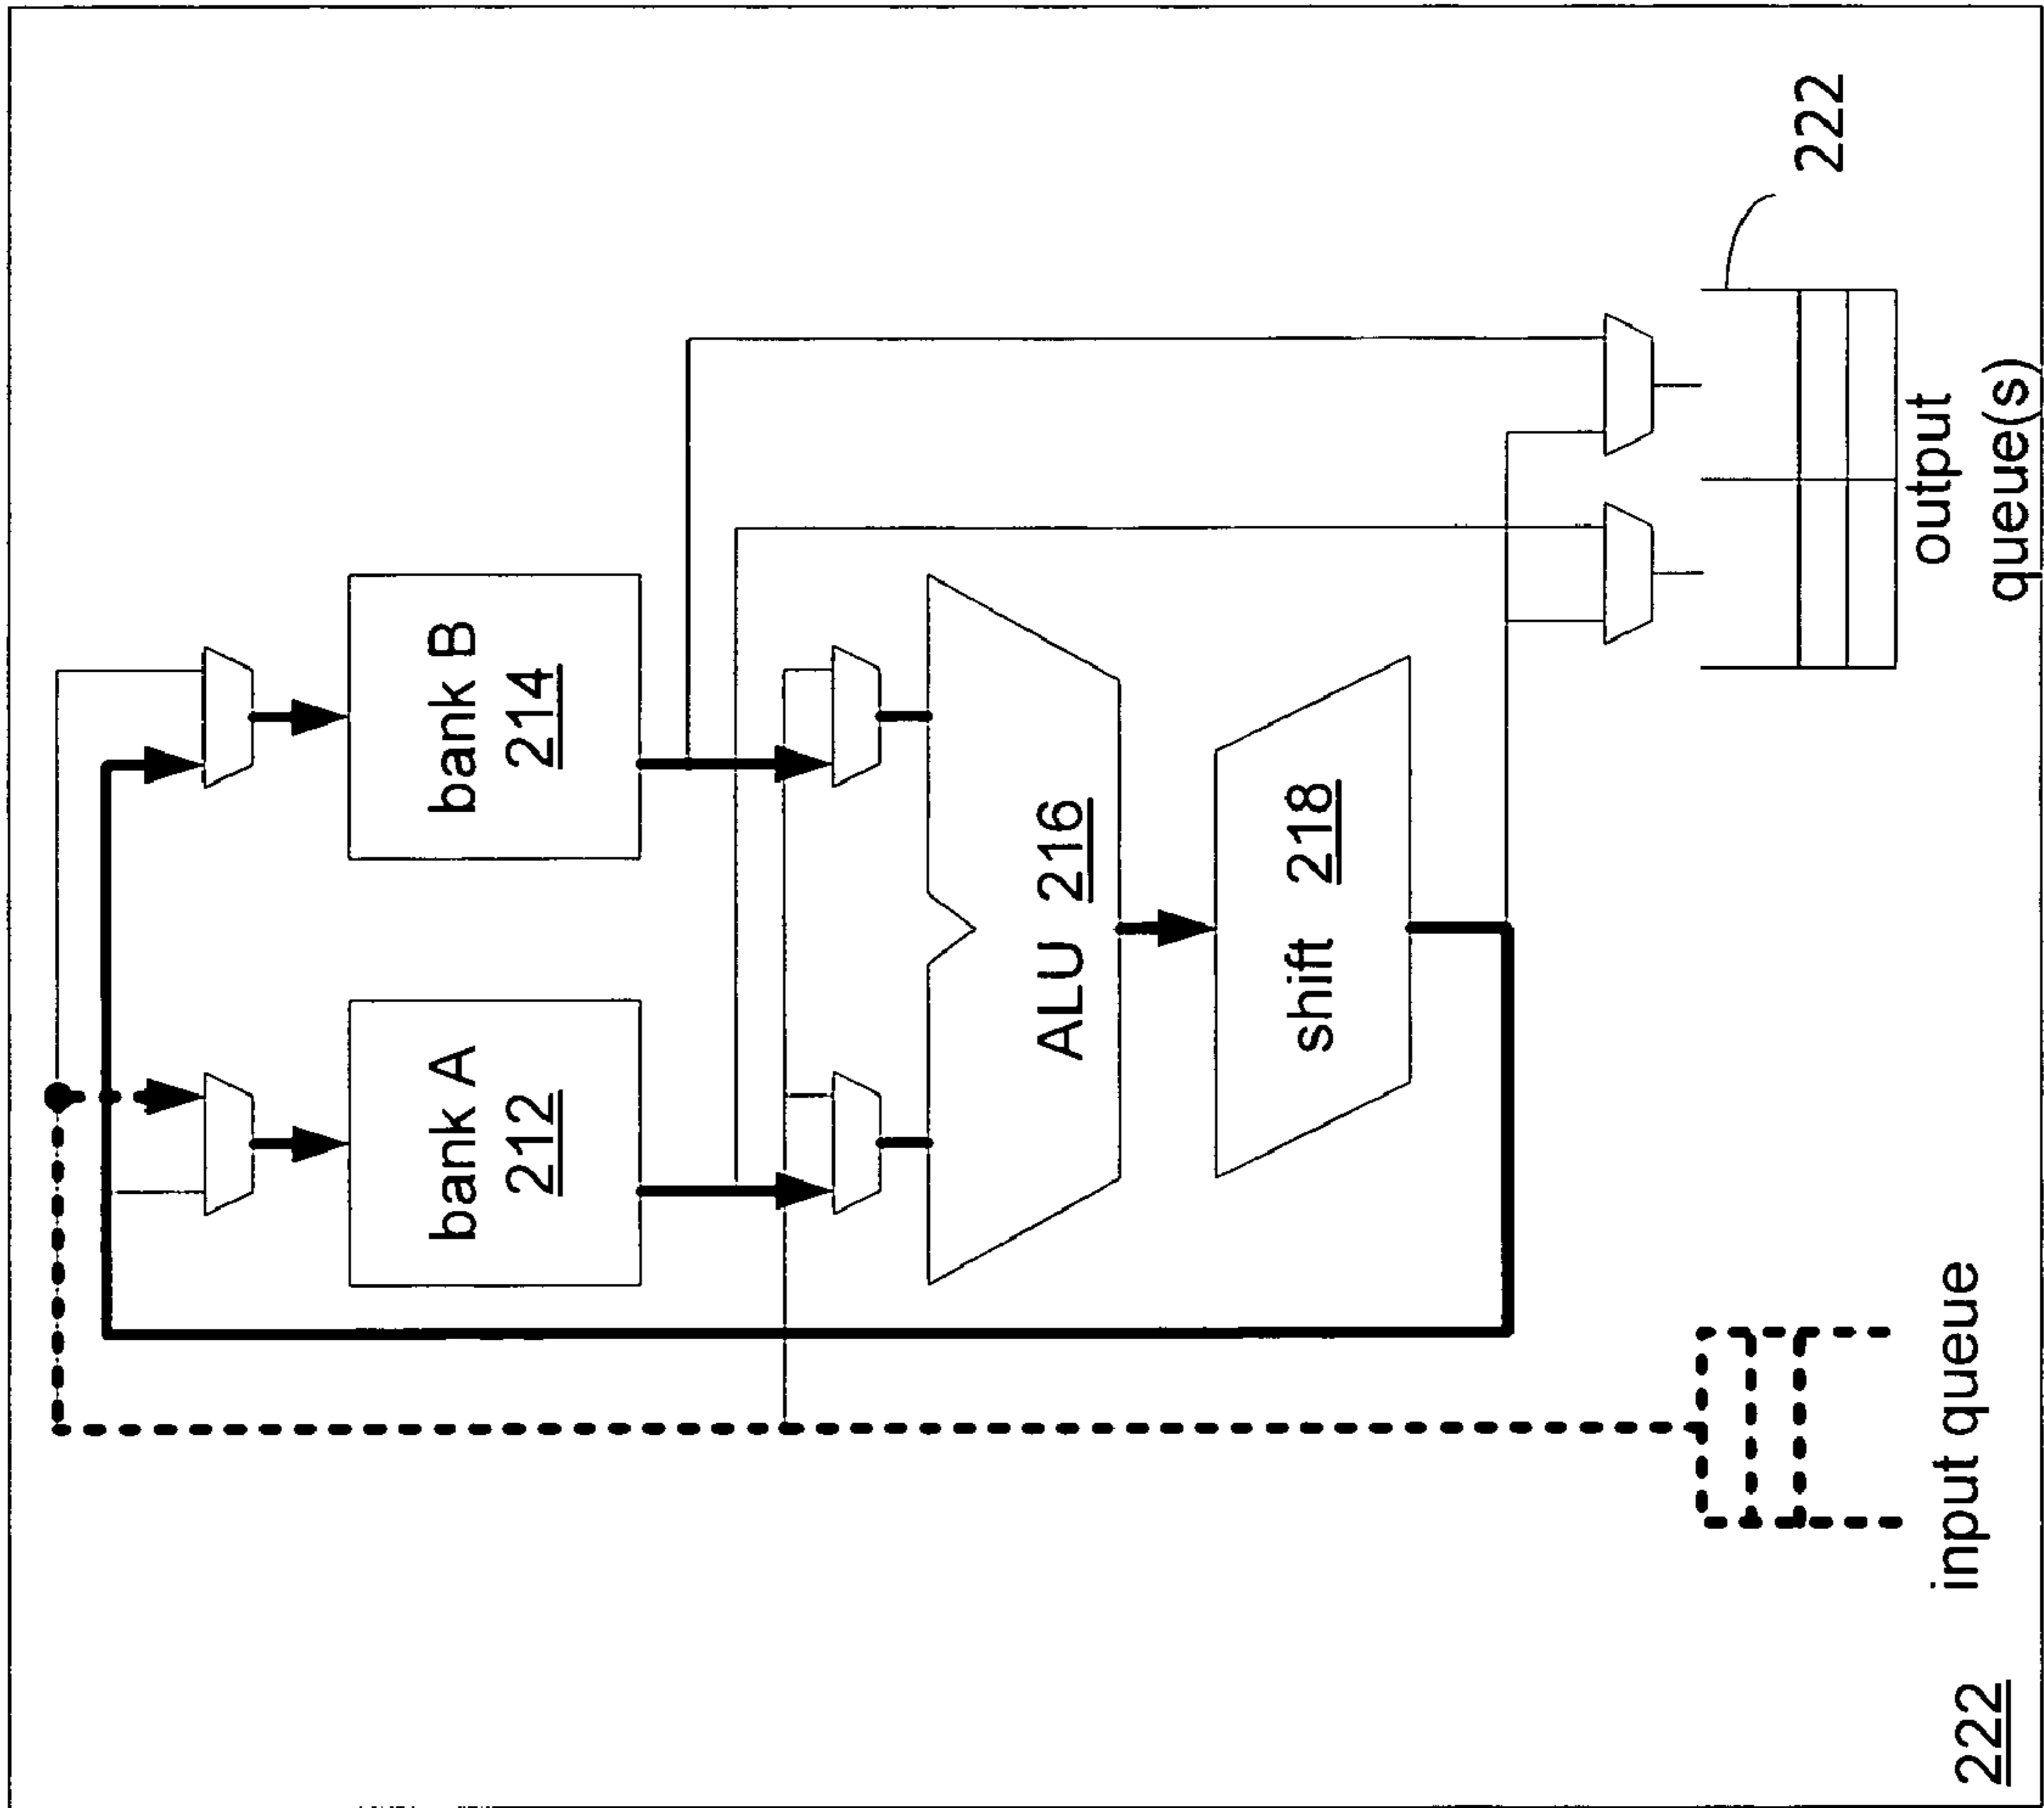 bank A
212
bank B
214
ALU 216
shift 218
222
input queue
output
queue(s)
222